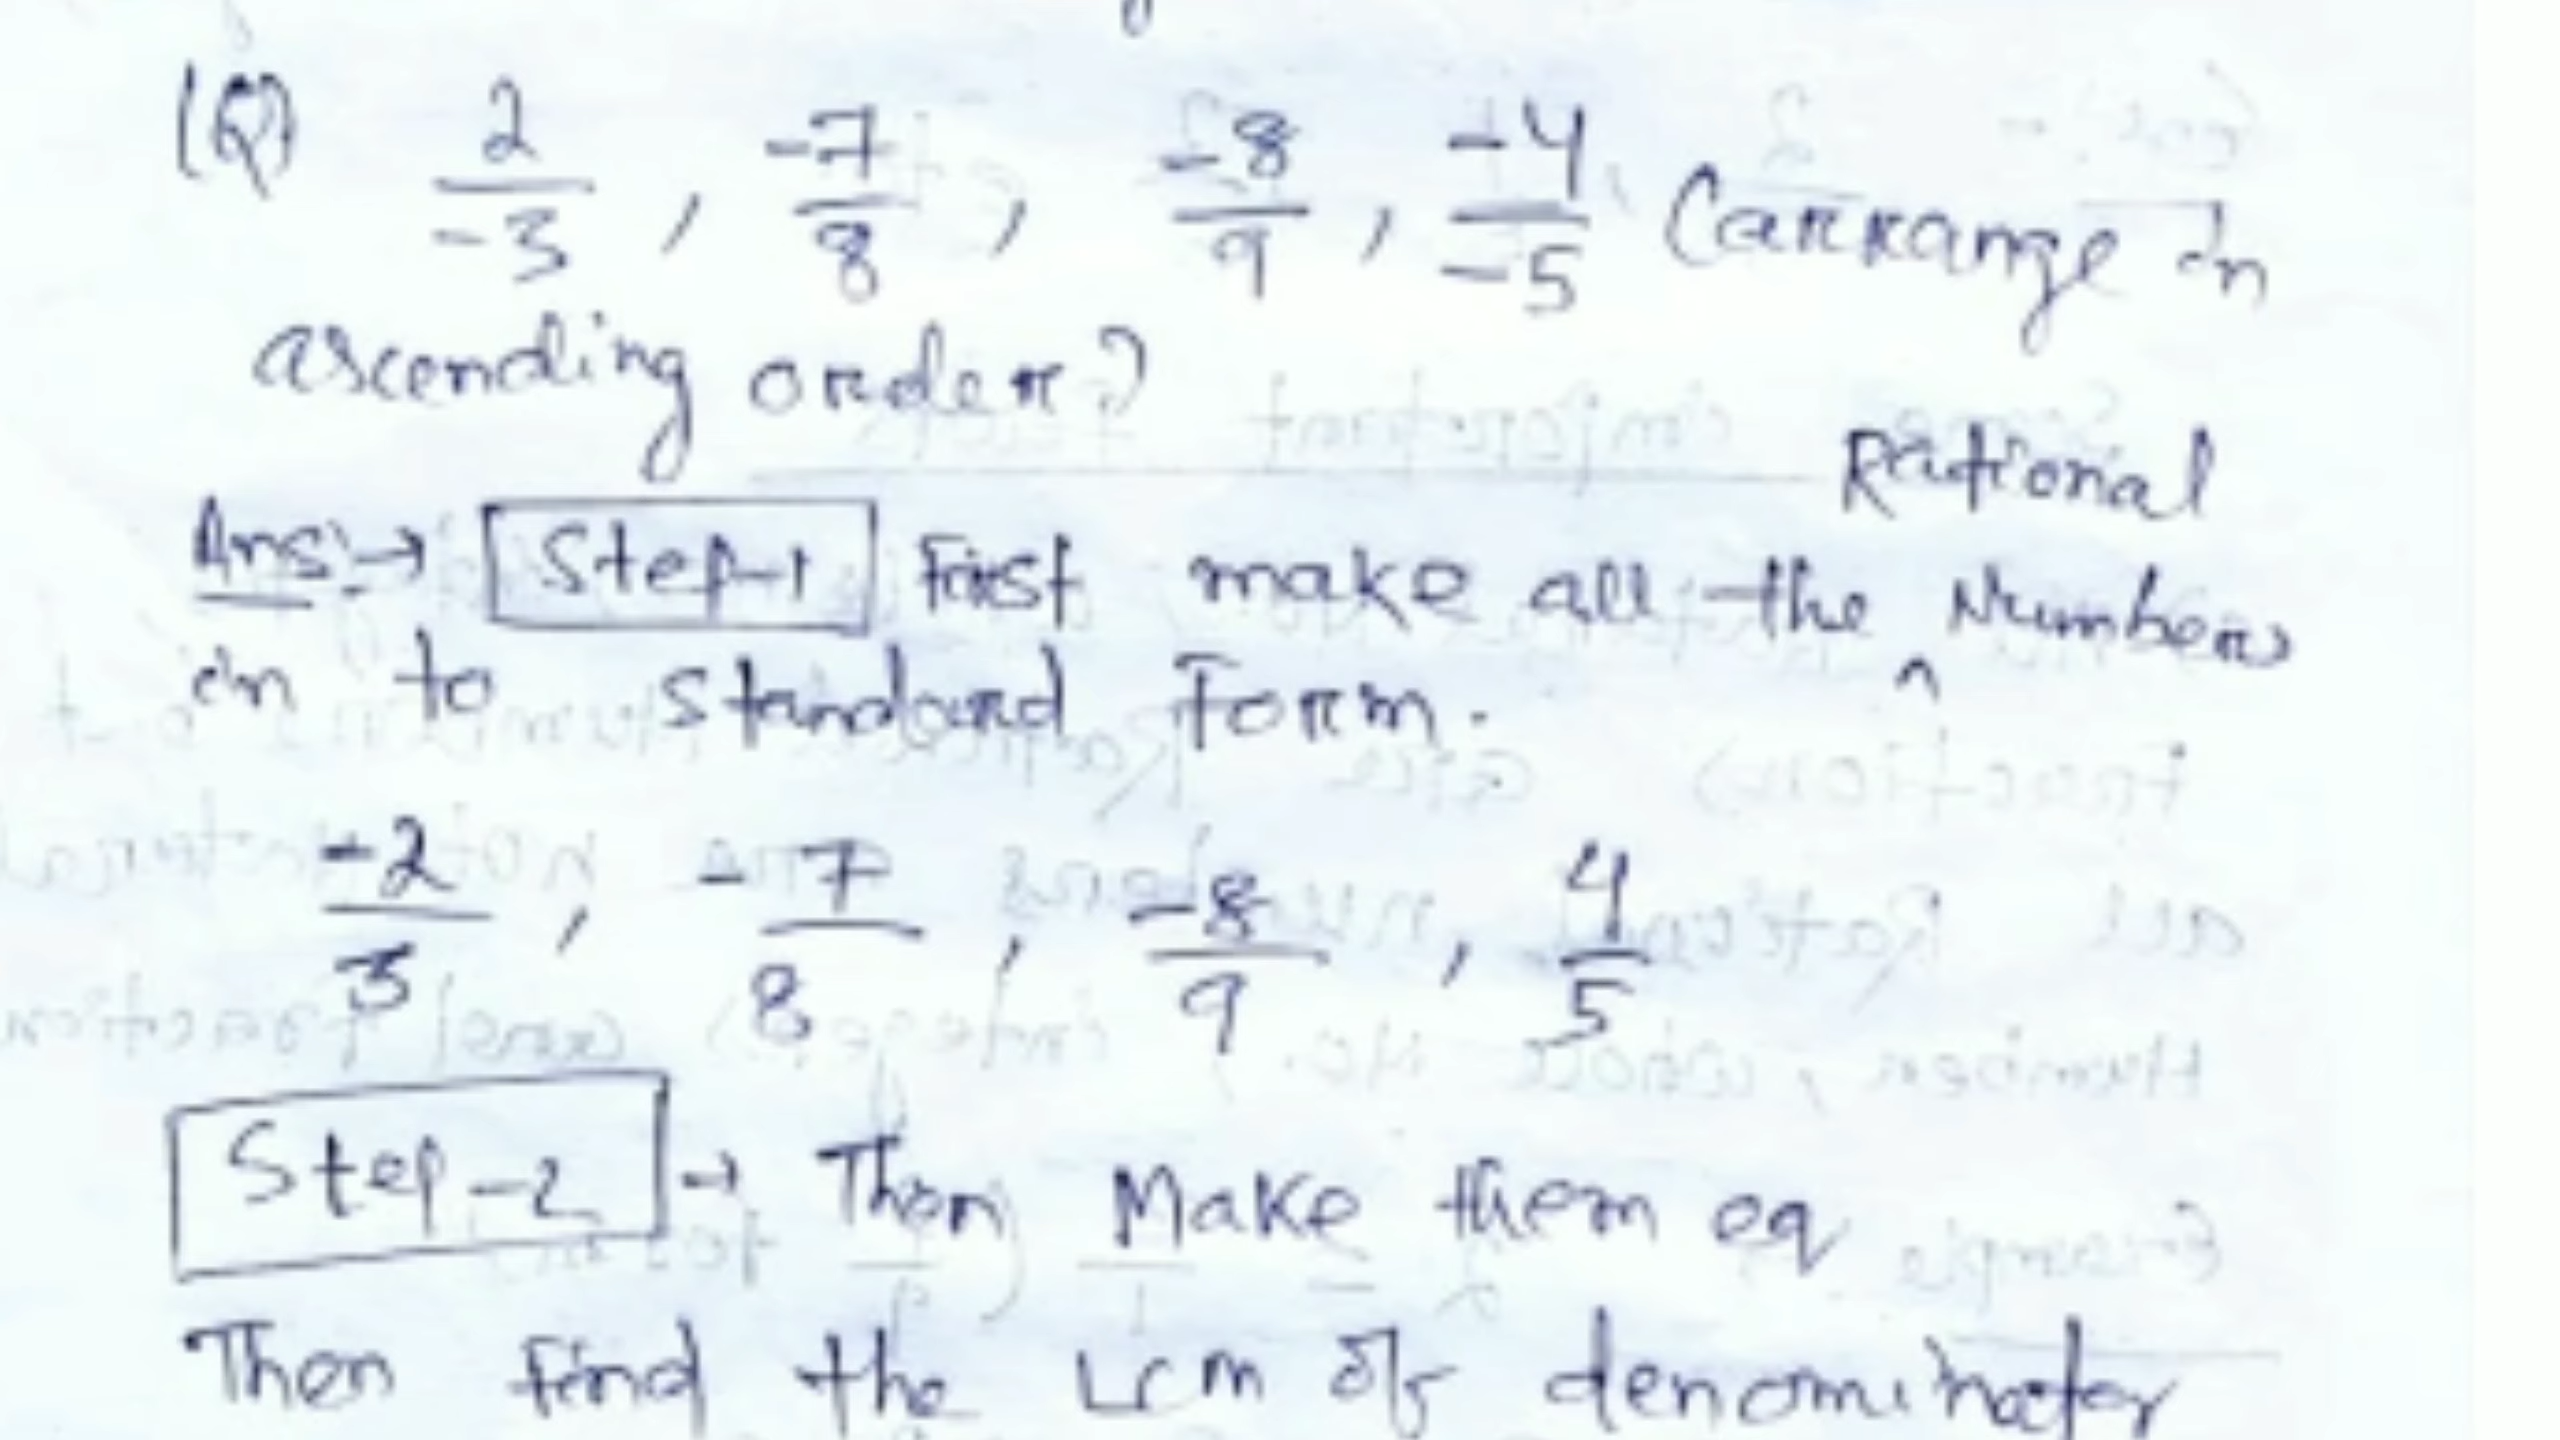 (Q) 2/-3 , -7/8 , -8/9 , -4/-5 (arrange in
ascending order?
Ans:→ Step-1 First make all the Rational Numbers
in to standard form.
-2/3 , -7/8 , -8/9 , 4/5
Step-2 → Then Make them eq
Then find the LCM of denominator